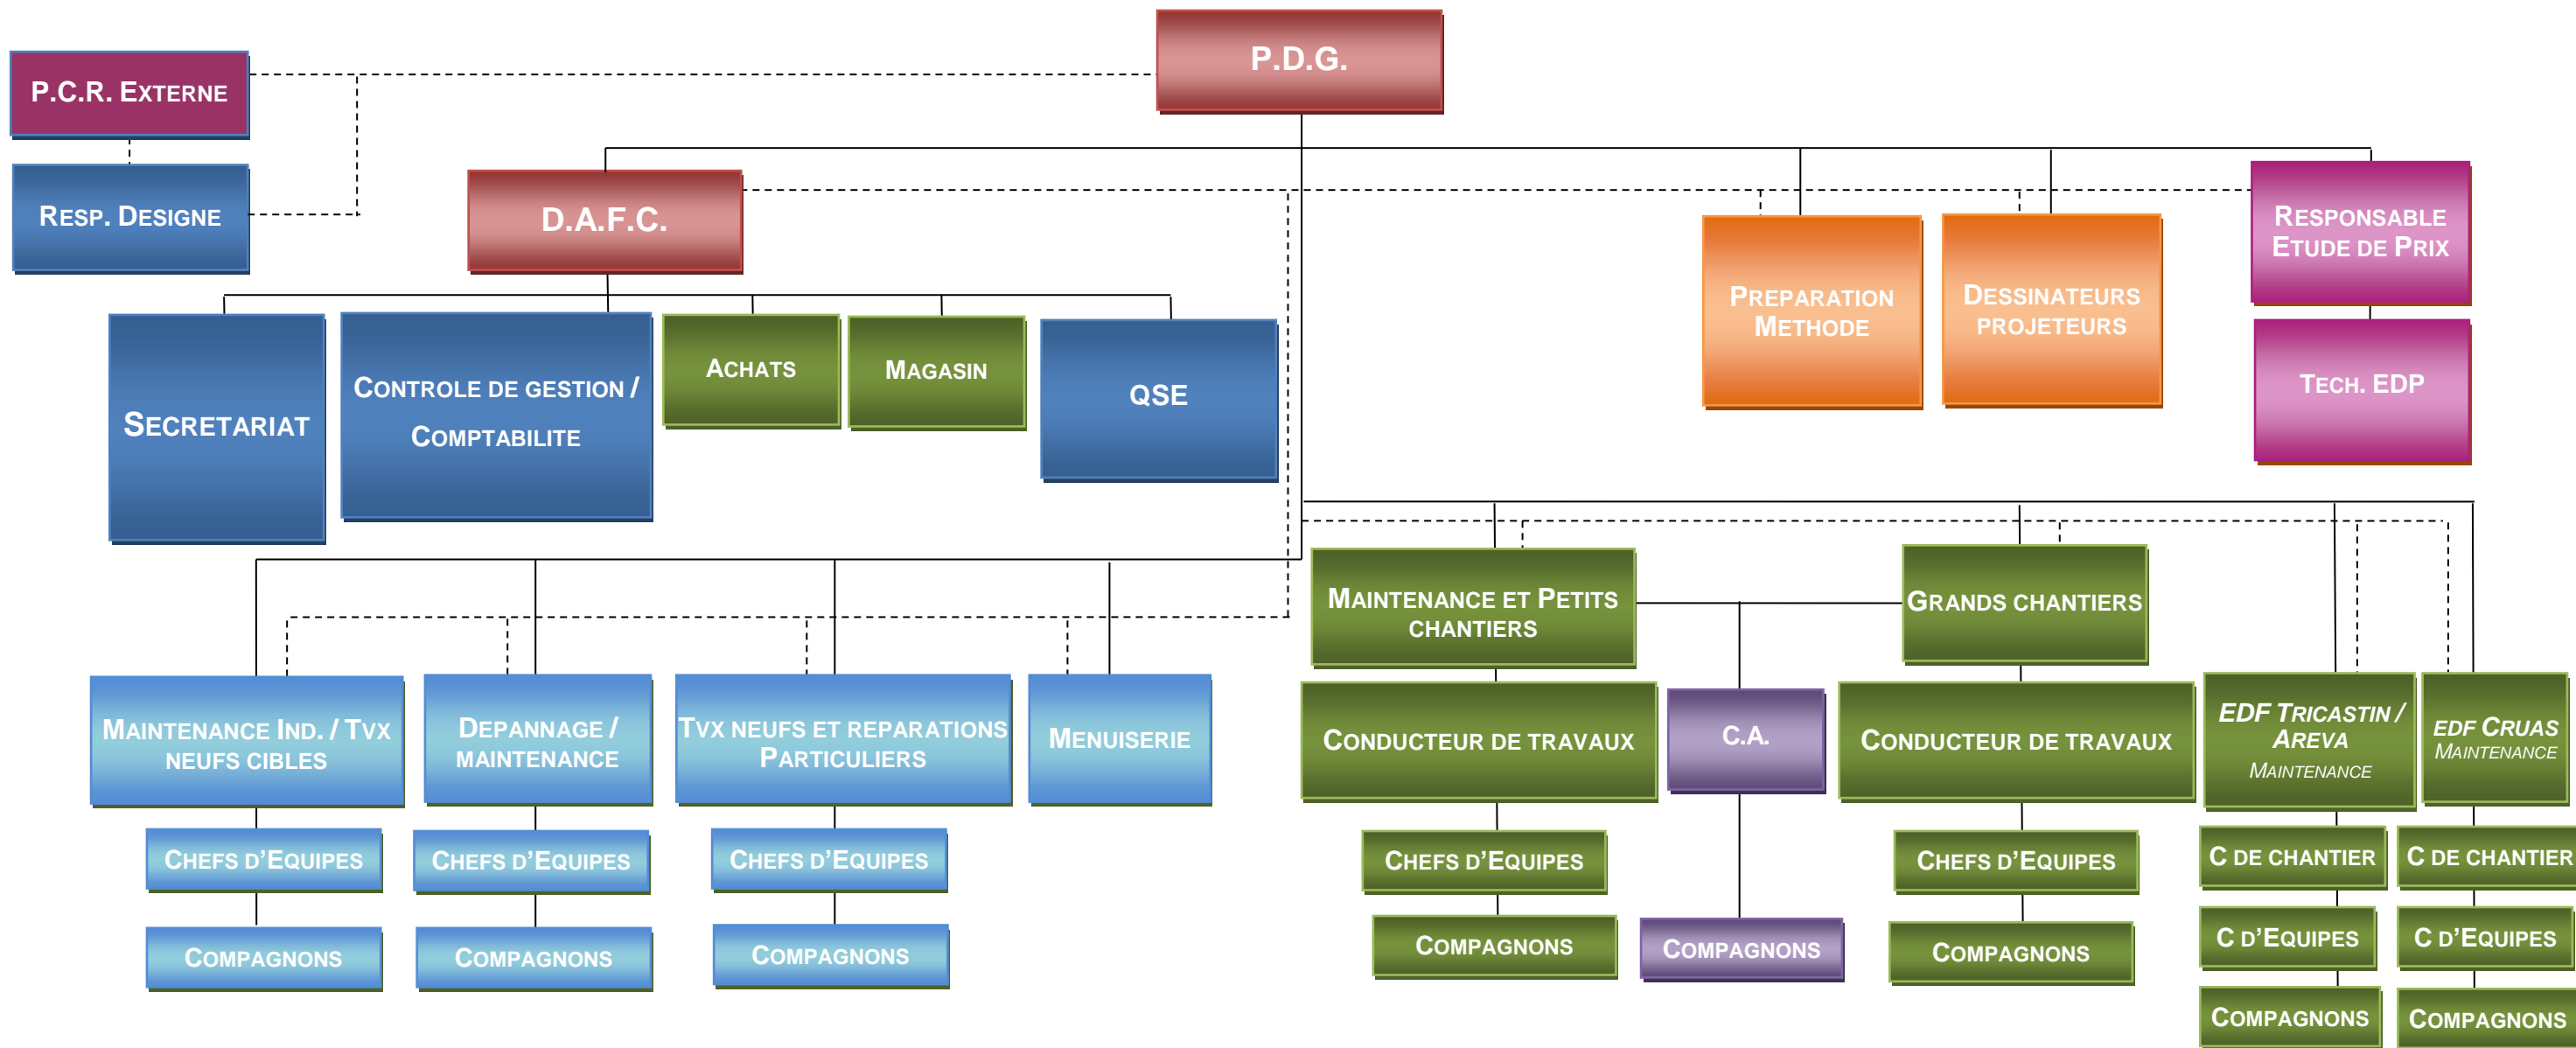 P.D.G.
P.C.R. EXTERNE
RESP. DESIGNE
D.A.F.C.
RESPONSABLE
ETUDE DE PRIX
PREPARATION
METHODE
DESSINATEURS
PROJETEURS
SECRETARIAT
CONTROLE DE GESTION /
COMPTABILITE
ACHATS
MAGASIN
QSE
TECH. EDP
MAINTENANCE ET PETITS
CHANTIERS
GRANDS CHANTIERS
MAINTENANCE IND. / TVX
NEUFS CIBLES
DEPANNAGE /
MAINTENANCE
TVX NEUFS ET REPARATIONS
PARTICULIERS
MENUISERIE
CONDUCTEUR DE TRAVAUX
C.A.
CONDUCTEUR DE TRAVAUX
EDF TRICASTIN /
AREVA
MAINTENANCE
EDF CRUAS
MAINTENANCE
CHEFS D'EQUIPES
CHEFS D'EQUIPES
CHEFS D'EQUIPES
CHEFS D'EQUIPES
CHEFS D'EQUIPES
C DE CHANTIER
C DE CHANTIER
COMPAGNONS
COMPAGNONS
COMPAGNONS
COMPAGNONS
COMPAGNONS
COMPAGNONS
C D'EQUIPES
C D'EQUIPES
COMPAGNONS
COMPAGNONS